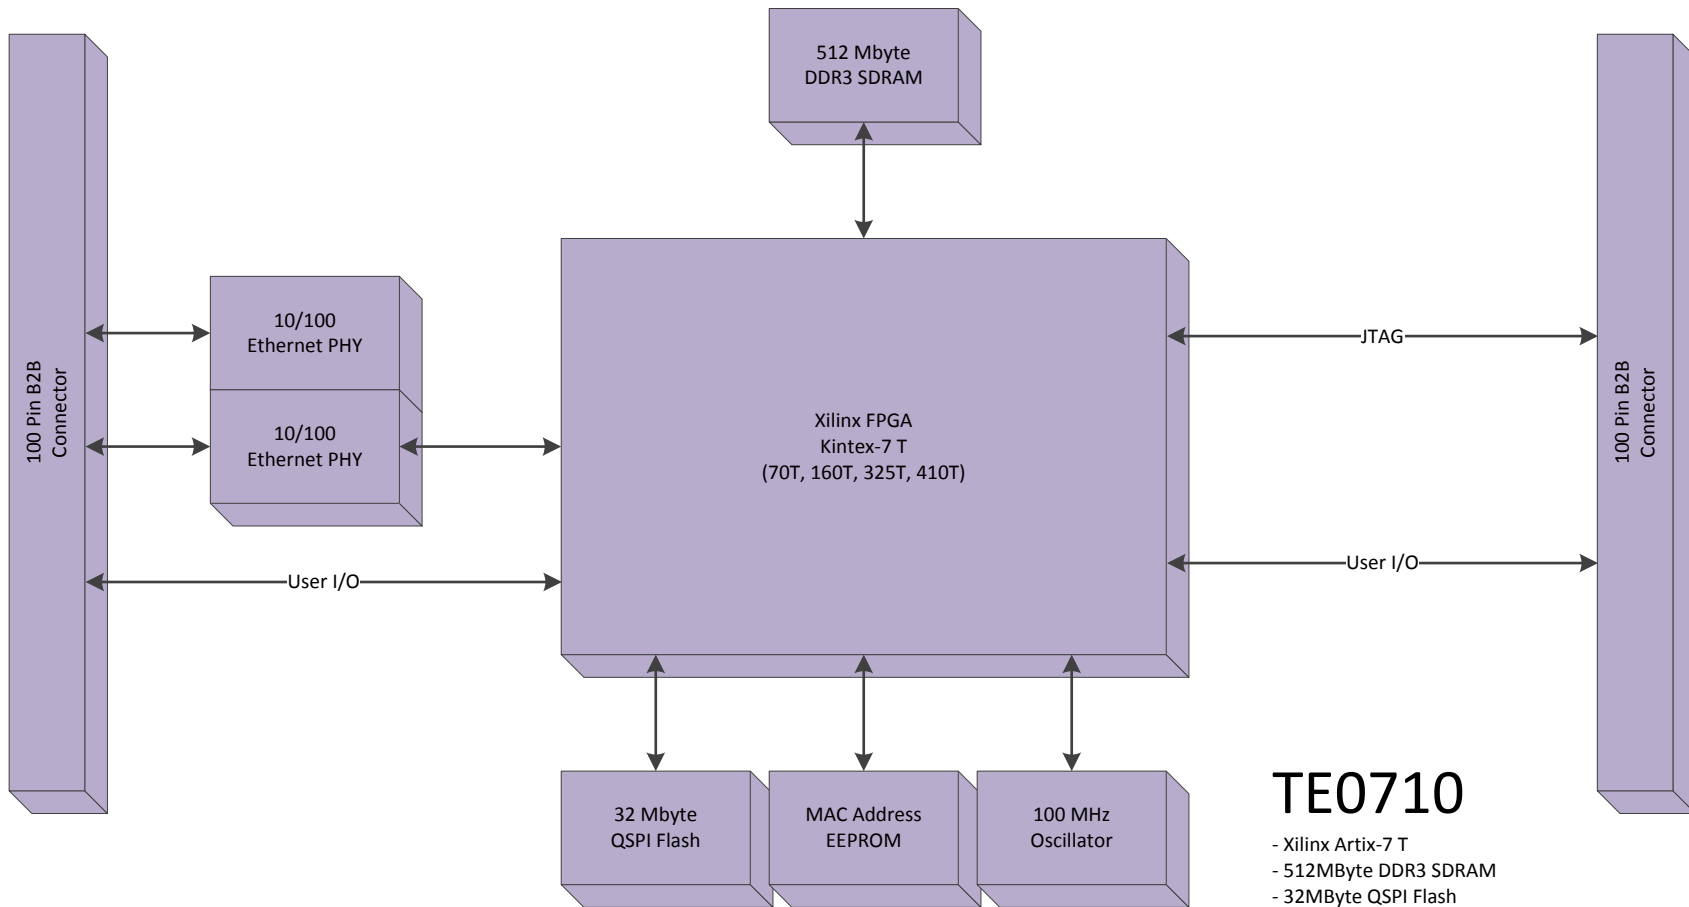 512 Mbyte
DDR3 SDRAM
100 Pin B2B
Connector
10/100
Ethernet PHY
10/100
Ethernet PHY
User I/O
Xilinx FPGA
Kintex-7 T
(70T, 160T, 325T, 410T)
JTAG
User I/O
100 Pin B2B
Connector
32 Mbyte
QSPI Flash
MAC Address
EEPROM
100 MHz
Oscillator
TE0710
- Xilinx Artix-7 T
- 512MByte DDR3 SDRAM
- 32MByte QSPI Flash